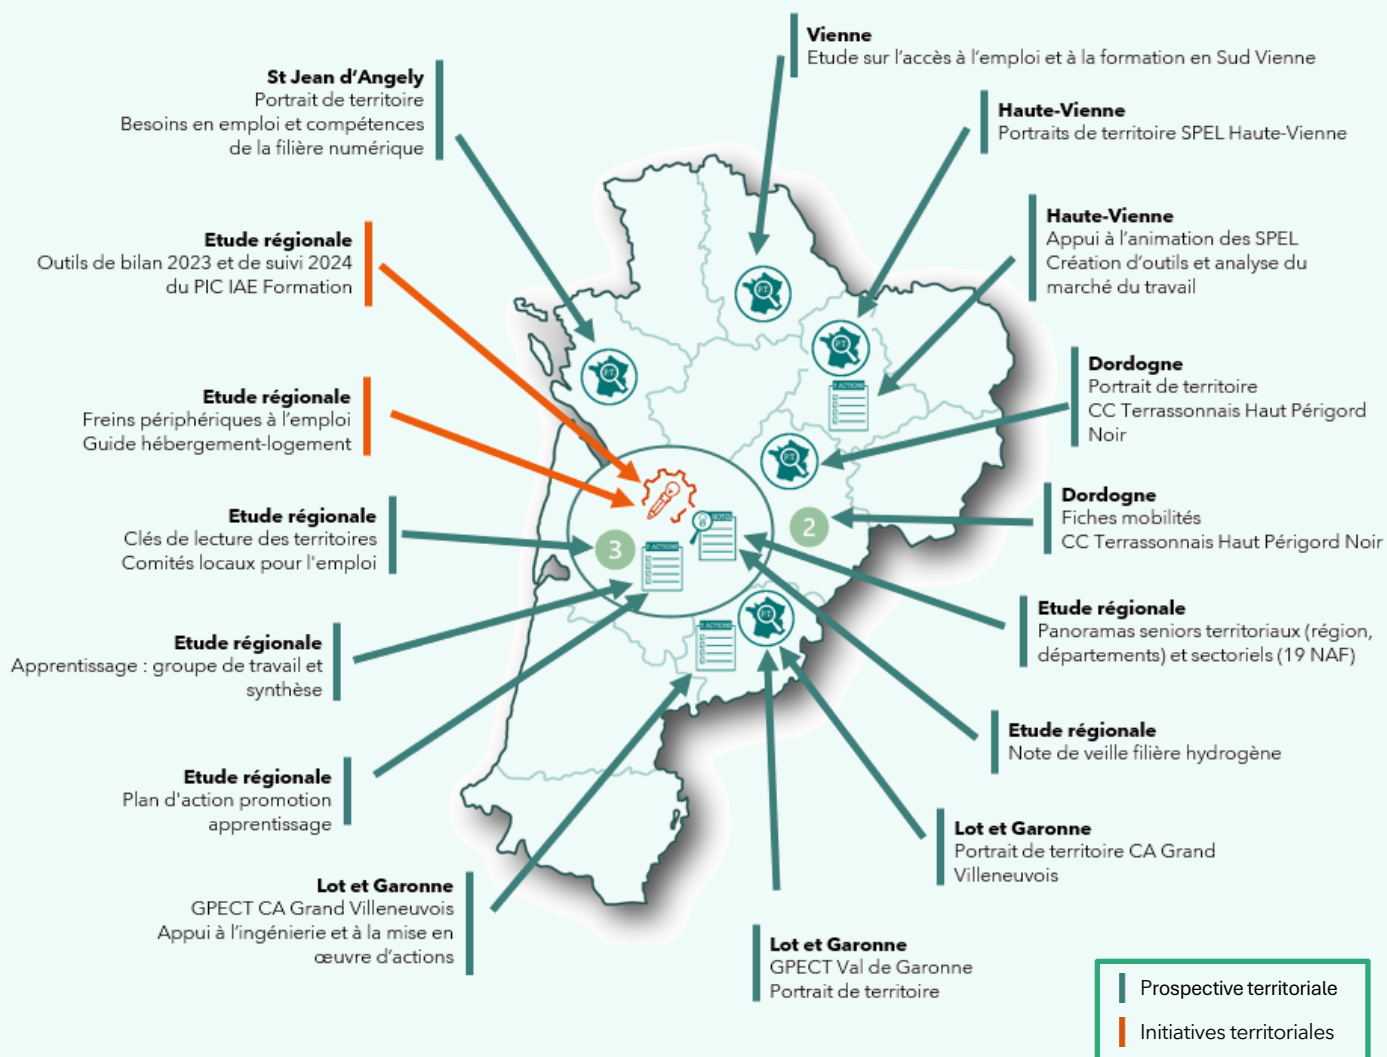 Vienne
Etude sur l'accès à l'emploi et à la formation en Sud Vienne
St Jean d'Angely
Portrait de territoire
Besoins en emploi et compétences
de la filière numérique
Haute-Vienne
Portraits de territoire SPEL Haute-Vienne
Etude régionale
Outils de bilan 2023 et de suivi 2024
du PIC IAE Formation
Haute-Vienne
Appui à l'animation des SPEL
Création d'outils et analyse du
marché du travail
Etude régionale
Freins périphériques à l'emploi
Guide hébergement-logement
Dordogne
Portrait de territoire
CC Terrassonnais Haut Périgord
Noir
Etude régionale
Clés de lecture des territoires
Comités locaux pour l'emploi
Dordogne
Fiches mobilités
CC Terrassonnais Haut Périgord Noir
Etude régionale
Apprentissage : groupe de travail et
synthèse
Etude régionale
Panoramas seniors territoriaux (région,
départements) et sectoriels (19 NAF)
Etude régionale
Plan d'action promotion
apprentissage
Etude régionale
Note de veille filière hydrogène
Lot et Garonne
GPECT CA Grand Villeneuvois
Appui à l'ingénierie et à la mise en
œuvre d'actions
Lot et Garonne
Portrait de territoire CA Grand
Villeneuvois
Lot et Garonne
GPECT Val de Garonne
Portrait de territoire
P.T
P.T
P.T
P.T
P.T
3
2
Prospective territoriale
Initiatives territoriales